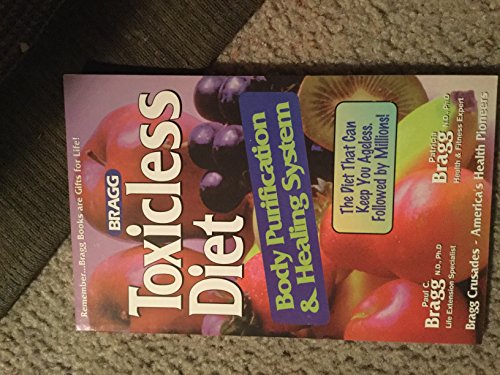 Remember...Bragg Books are Gifts for Life!
BRAGG
Toxicless
Diet
Body Purification
& Healing System
The Diet That Can
Keep You Ageless,
Followed by Millions!
Paul C.
Bragg N.D., Ph.D
Life Extension Specialist
Patricia
Bragg N.D., Ph.D
Health & Fitness Expert
Bragg Crusades - America's Health Pioneers